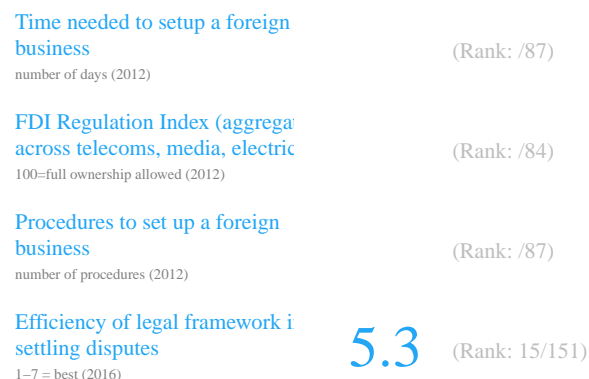 Time needed to setup a foreign
business
(Rank: /87)
number of days (2012)
FDI Regulation Index (aggregat
across telecoms, media, electric
(Rank: /84)
100=full ownership allowed (2012)
Procedures to set up a foreign
business
(Rank: /87)
number of procedures (2012)
Efficiency of legal framework i
settling disputes
5.3 (Rank: 15/151)
1–7 = best (2016)